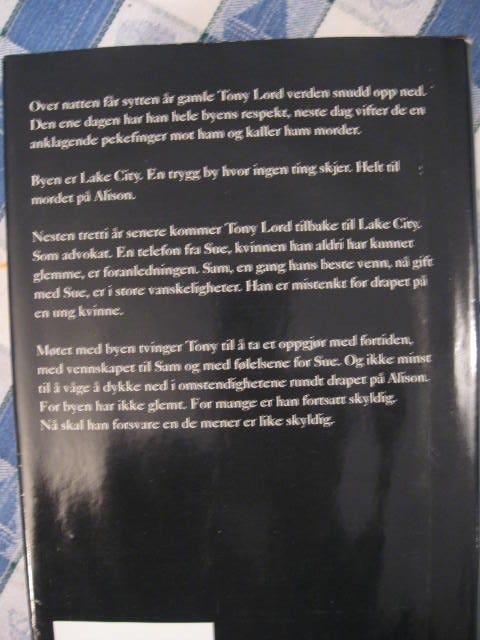 Over natten får sytten år gamle Tony Lord verden snudd opp ned.
Den ene dagen har han hele byens respekt, neste dag vifter de en
anklagende pekefinger mot ham og kaller ham morder.
Byen er Lake City. En trygg by hvor ingen ting skjer. Helt til
mordet på Alison.
Nesten tretti år senere kommer Tony Lord tilbake til Lake City.
Som advokat. En telefon fra Sue, kvinnen han aldri har kunnet
glemme, er foranledningen. Sam, en gang hans beste venn, nå gift
med Sue, er i store vanskeligheter. Han er mistenkt for drapet på
en ung kvinne.
Møtet med byen tvinger Tony til å ta et oppgjør med fortiden,
med vennskapet til Sam og med følelsene for Sue. Og ikke minst
til å våge å dykke ned i omstendighetene rundt drapet på Alison.
For byen har ikke glemt. For mange er han fortsatt skyldig.
Nå skal han forsvare en de mener er like skyldig.